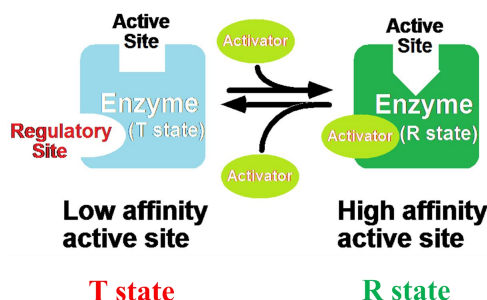 Active
Site
Activator
Active
Site
Enzyme
(T state)
Regulatory
Site
Enzyme
(R state)
Activator
Activator
Low affinity
active site
High affinity
active site
T state
R state